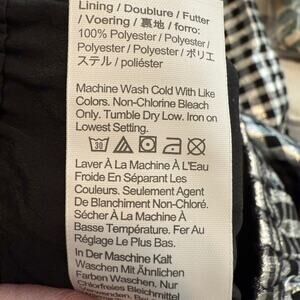 Lining / Doublure / Futter
/ Voering / 裏地 / forro:
100% Polyester / Polyester /
Polyester / Polyester / ポリエ
ステル / poliéster
Machine Wash Cold With Like
Colors. Non-Chlorine Bleach
Only. Tumble Dry Low. Iron on
Lowest Setting.
30
Laver À La Machine À L'Eau
Froide En Séparant Les
Couleurs. Seulement Agent
De Blanchiment Non-Chloré.
Sécher À La Machine À
Basse Température. Fer Au
Réglage Le Plus Bas.
In Der Maschine Kalt
Waschen Mit Ähnlichen
Farben Waschen. Nur
Chlorfreies Bleichmittel